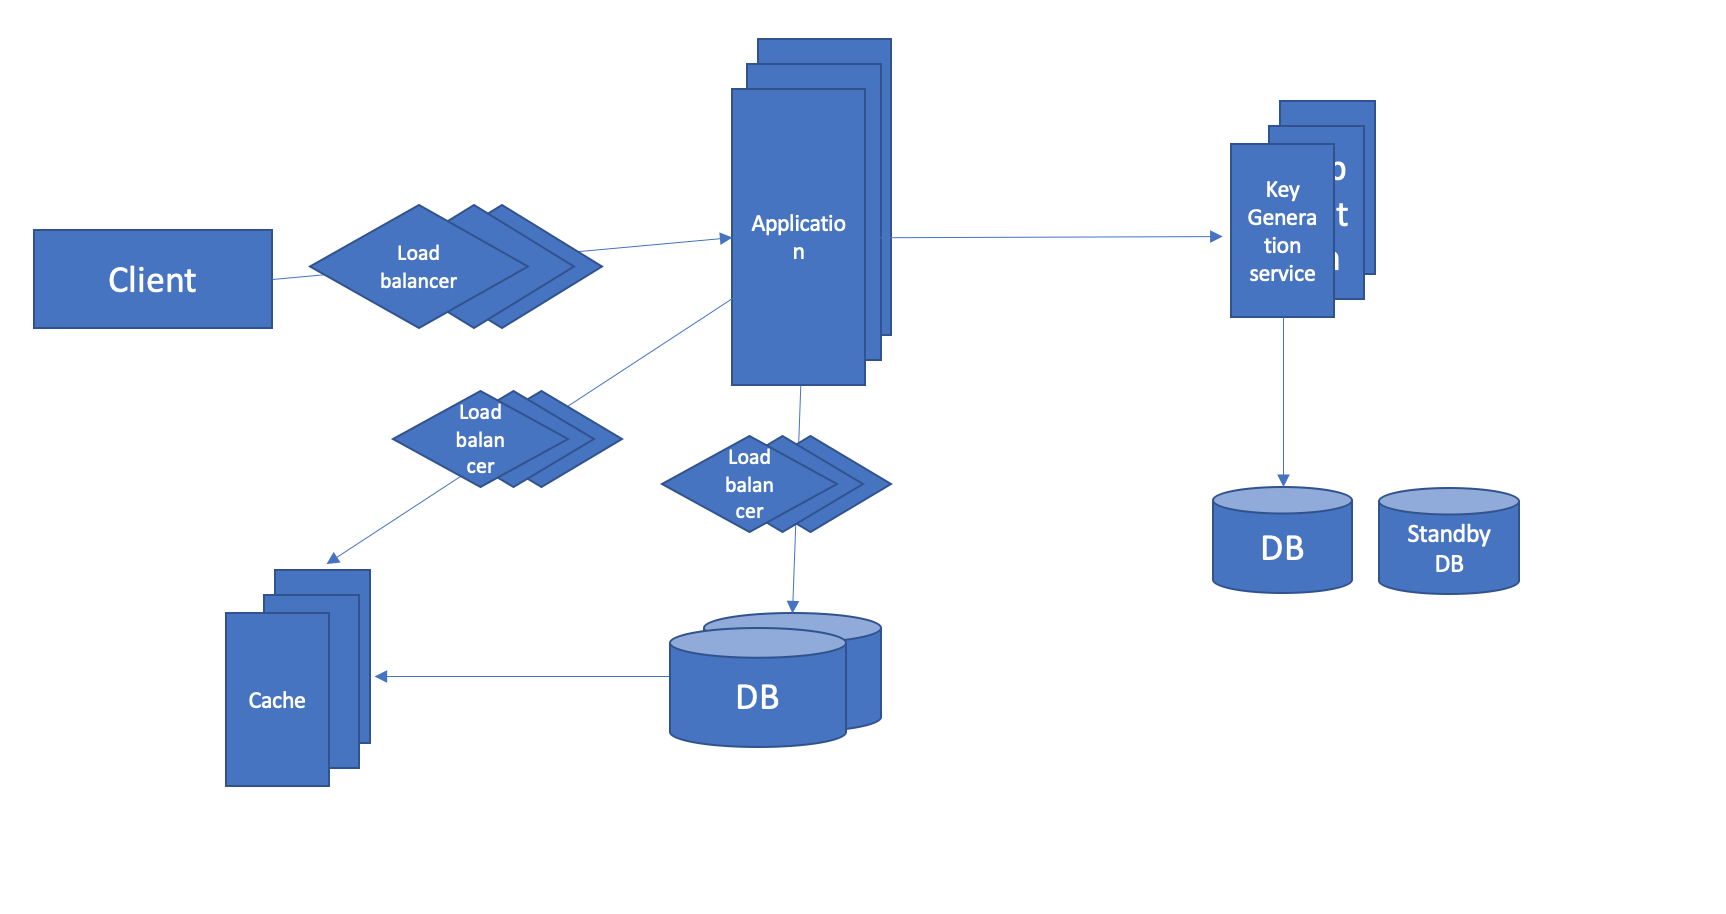 Client
Load
balancer
Applicatio
n
Key
Genera
tion
service
Load
balan
cer
Load
balan
cer
DB
Standby
DB
Cache
DB